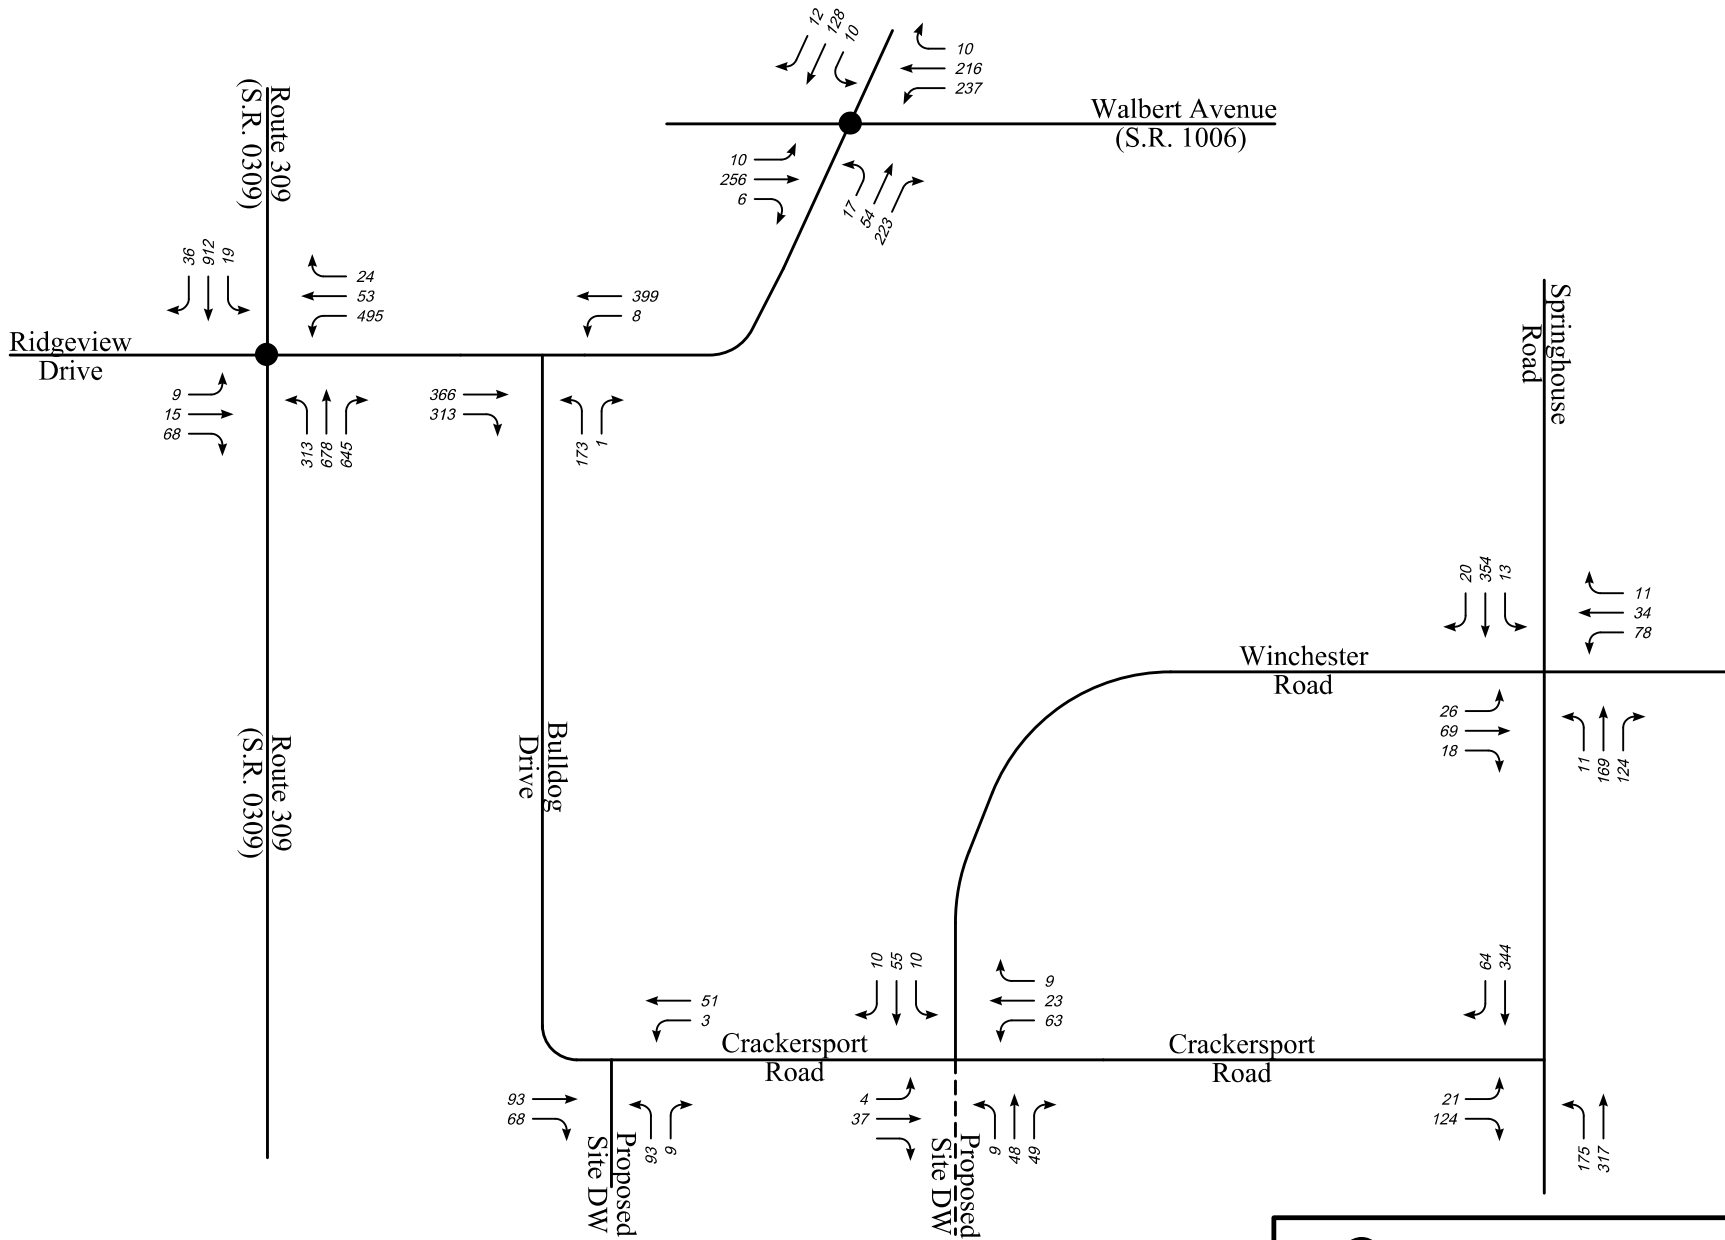 12
128
10
10
216
237
Walbert Avenue
(S.R. 1006)
10
256
6
17
54
223
Route 309
(S.R. 0309)
36
912
19
24
53
495
399
8
Ridgeview
Drive
9
15
68
313
678
645
366
313
173
1
Springhouse
Road
20
354
13
11
34
78
Winchester
Road
26
69
18
11
169
124
Bulldog
Drive
Route 309
(S.R. 0309)
10
55
10
9
23
63
64
344
51
3
Crackersport
Road
Crackersport
Road
93
68
93
9
Proposed
Site DW
4
37
9
48
49
Proposed
Site DW
21
124
175
317